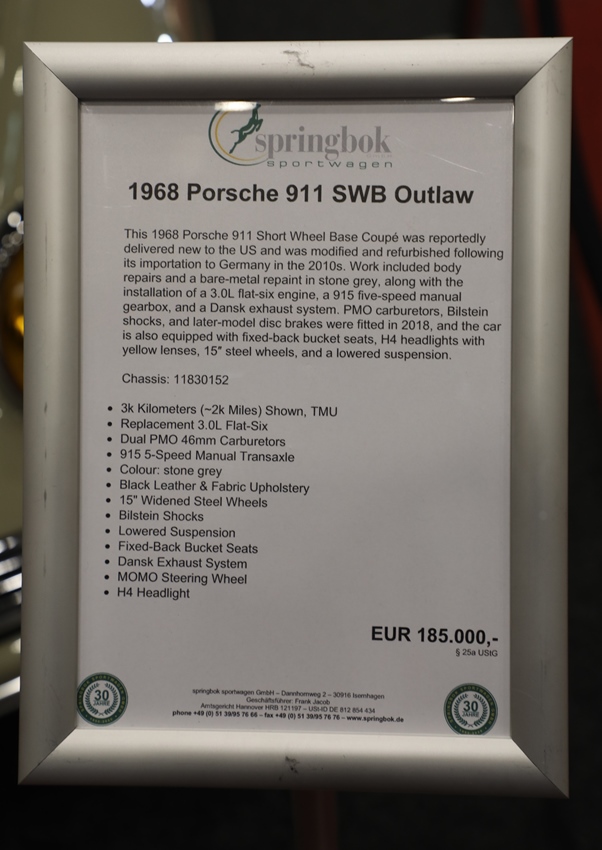 springbok
sportwagen
1968 Porsche 911 SWB Outlaw
This 1968 Porsche 911 Short Wheel Base Coupé was reportedly
delivered new to the US and was modified and refurbished following
its importation to Germany in the 2010s. Work included body
repairs and a bare-metal repaint in stone grey, along with the
installation of a 3.0L flat-six engine, a 915 five-speed manual
gearbox, and a Dansk exhaust system. PMO carburetors, Bilstein
shocks, and later-model disc brakes were fitted in 2018, and the car
is also equipped with fixed-back bucket seats, H4 headlights with
yellow lenses, 15" steel wheels, and a lowered suspension.
Chassis: 11830152
• 3k Kilometers (~2k Miles) Shown, TMU
• Replacement 3.0L Flat-Six
• Dual PMO 46mm Carburetors
• 915 5-Speed Manual Transaxle
• Colour: stone grey
• Black Leather & Fabric Upholstery
• 15" Widened Steel Wheels
• Bilstein Shocks
• Lowered Suspension
• Fixed-Back Bucket Seats
• Dansk Exhaust System
• MOMO Steering Wheel
• H4 Headlight
EUR 185.000,-
§ 25a UStG
springbok sportwagen GmbH – Dannhornweg 2 – 30916 Isernhagen
Geschäftsführer: Frank Jacob
Amtsgericht Hannover HRB 121197 – USt-ID DE 812 854 434
phone +49 (0) 51 39/95 76 66 – fax +49 (0) 51 39/95 76 76 – www.springbok.de
30
JAHRE
30
JAHRE